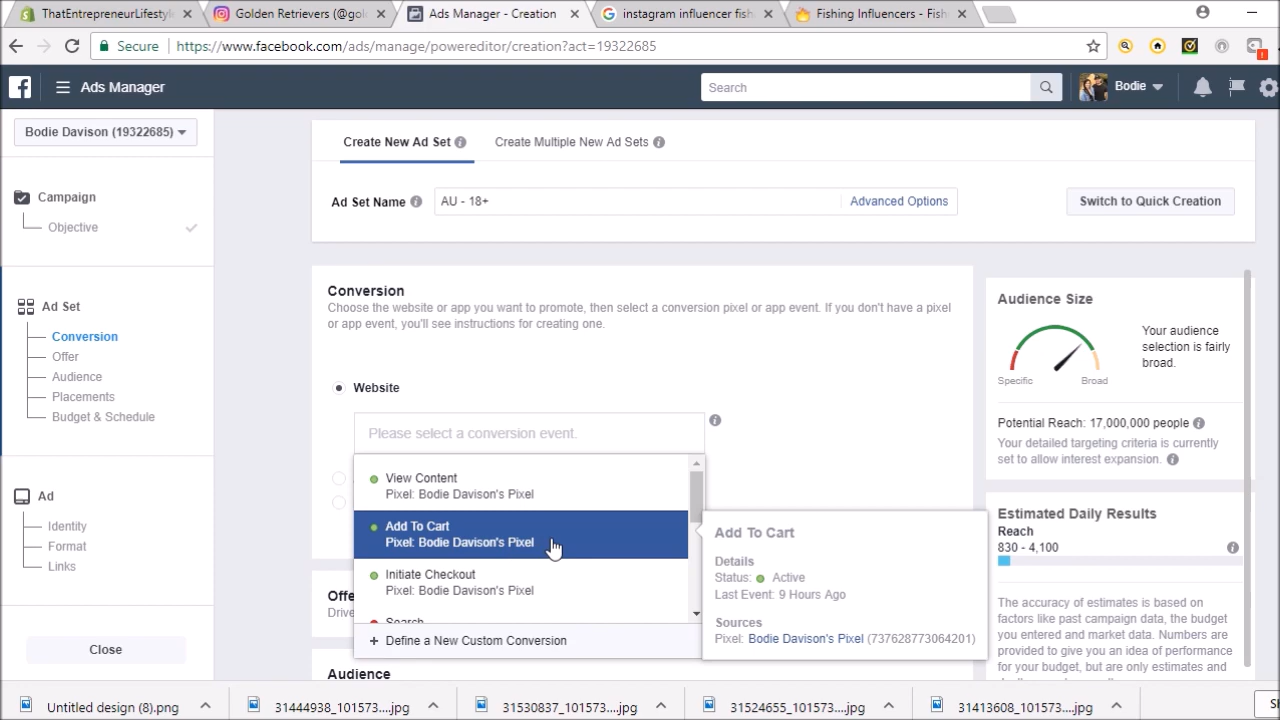 ThatEntrepreneurLifestyle
Golden Retrievers (@gol
Ads Manager - Creation
instagram influencer fish
Fishing Influencers - Fish
Secure
https://www.facebook.com/ads/manage/powereditor/creation?act=19322685
Ads Manager
Search
Bodie
Bodie Davison (19322685)
Create New Ad Set
Create Multiple New Ad Sets
Ad Set Name
AU - 18+
Advanced Options
Switch to Quick Creation
Campaign
Objective
Ad Set
Conversion
Offer
Audience
Placements
Budget & Schedule
Ad
Identity
Format
Links
Close
Conversion
Choose the website or app you want to promote, then select a conversion pixel or app event. If you don't have a pixel
or app event, you'll see instructions for creating one.
Website
Please select a conversion event.
View Content
Pixel: Bodie Davison's Pixel
Add To Cart
Pixel: Bodie Davison's Pixel
Initiate Checkout
Pixel: Bodie Davison's Pixel
Search
+ Define a New Custom Conversion
Offe
Drive
Audience
Add To Cart
Details
Status: Active
Last Event: 9 Hours Ago
Sources
Pixel: Bodie Davison's Pixel (737628773064201)
Audience Size
Specific
Broad
Your audience
selection is fairly
broad.
Potential Reach: 17,000,000 people
Your detailed targeting criteria is currently
set to allow interest expansion.
Estimated Daily Results
Reach
830 - 4,100
The accuracy of estimates is based on
factors like past campaign data, the budget
you entered and market data. Numbers are
provided to give you an idea of performance
for your budget, but are only estimates and
Untitled design (8).png
31444938_101573....jpg
31530837_101573....jpg
31524655_101573....jpg
31413608_101573....jpg
S